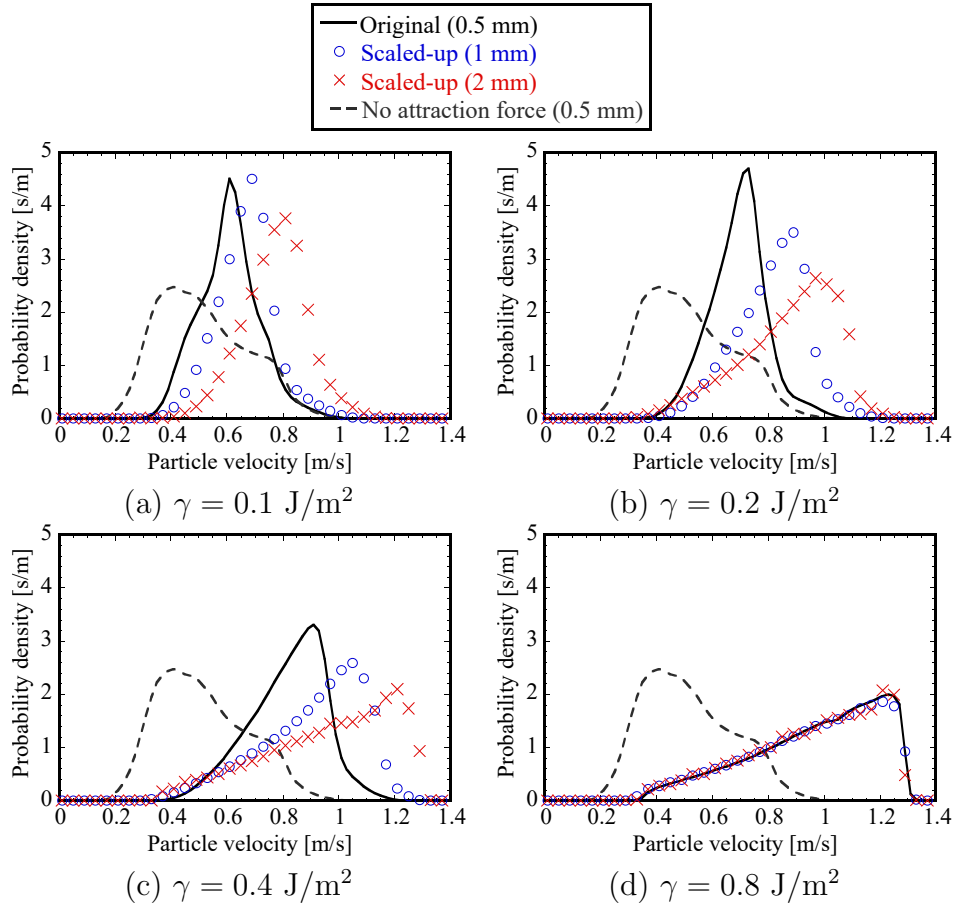 Original (0.5 mm)
Scaled-up (1 mm)
Scaled-up (2 mm)
No attraction force (0.5 mm)
5
4
3
2
1
0
Probability density [s/m]
0 0.2 0.4 0.6 0.8 1 1.2 1.4
Particle velocity [m/s]
(a) γ = 0.1 J/m²
5
4
3
2
1
0
Probability density [s/m]
0 0.2 0.4 0.6 0.8 1 1.2 1.4
Particle velocity [m/s]
(b) γ = 0.2 J/m²
5
4
3
2
1
0
Probability density [s/m]
0 0.2 0.4 0.6 0.8 1 1.2 1.4
Particle velocity [m/s]
(c) γ = 0.4 J/m²
5
4
3
2
1
0
Probability density [s/m]
0 0.2 0.4 0.6 0.8 1 1.2 1.4
Particle velocity [m/s]
(d) γ = 0.8 J/m²